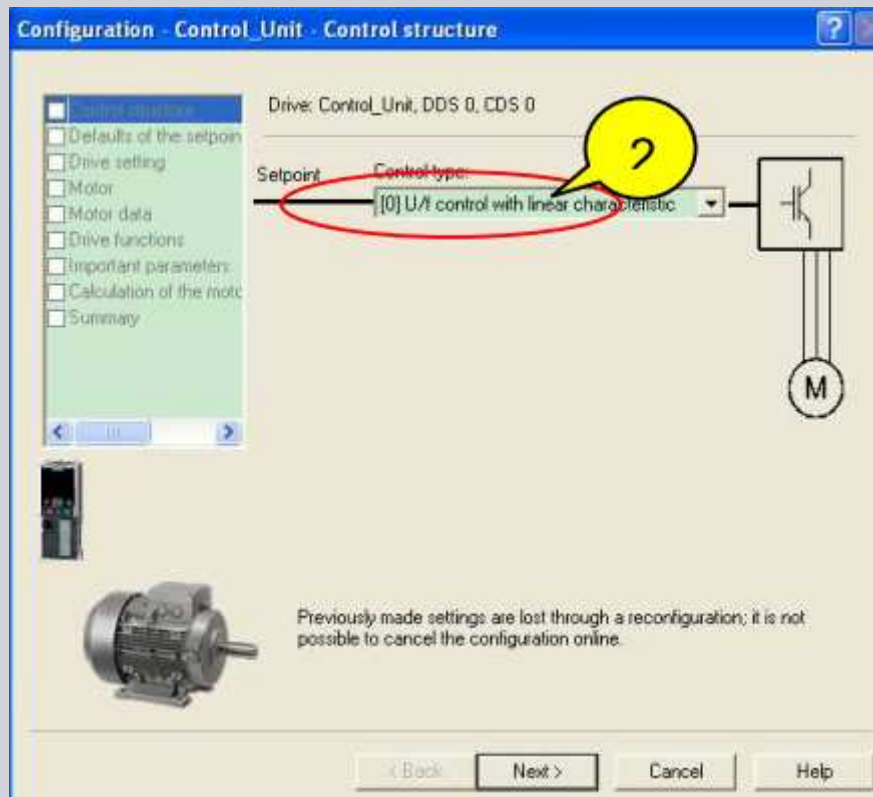 Configuration - Control_Unit - Control structure
?
Control structure
Defaults of the setpoin
Drive setting
Motor
Motor data
Drive functions
Important parameters
Calculation of the motc
Summary
Drive: Control_Unit, DDS 0, CDS 0
Setpoint
Control type:
2
[0] U/f control with linear characteristic
M
Previously made settings are lost through a reconfiguration; it is not
possible to cancel the configuration online.
< Back
Next >
Cancel
Help